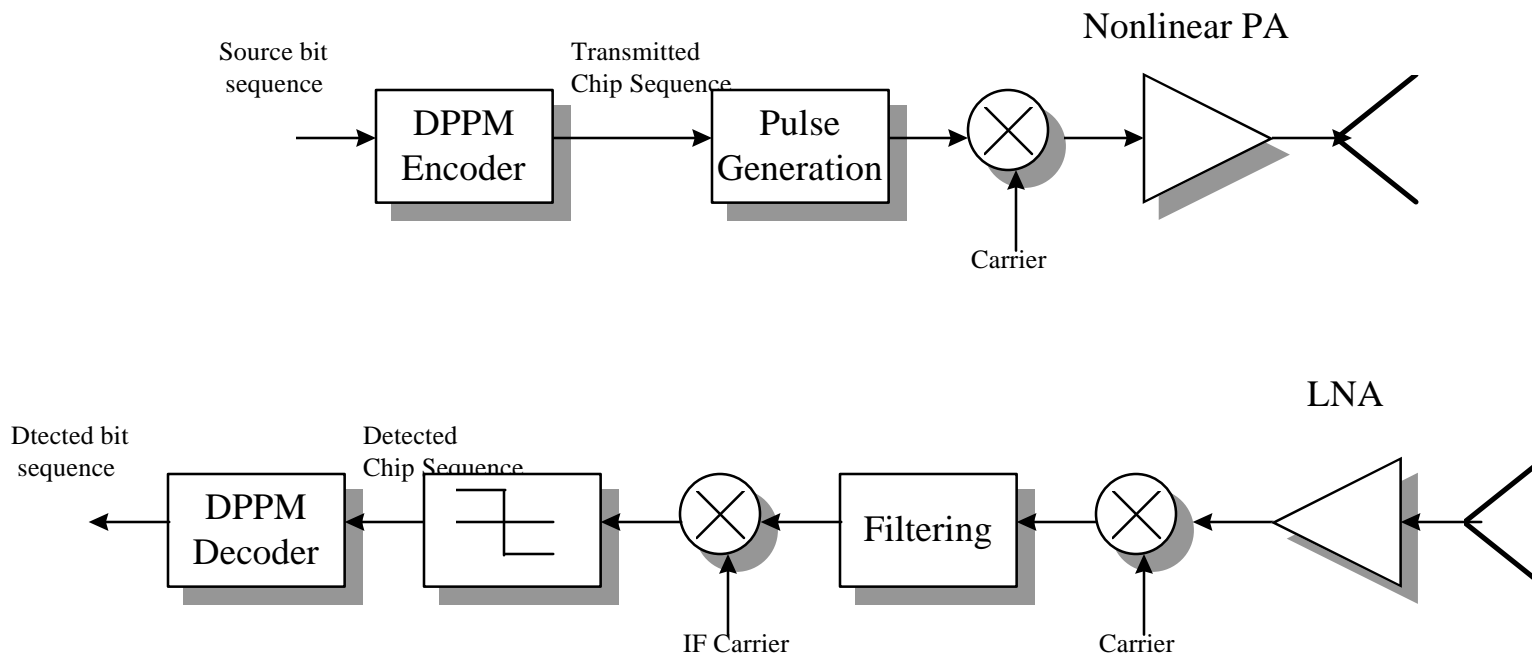 Nonlinear PA
Source bit
sequence
Transmitted
Chip Sequence
DPPM
Encoder
Pulse
Generation
Carrier
LNA
Dtected bit
sequence
Detected
Chip Sequence
DPPM
Decoder
Filtering
IF Carrier
Carrier